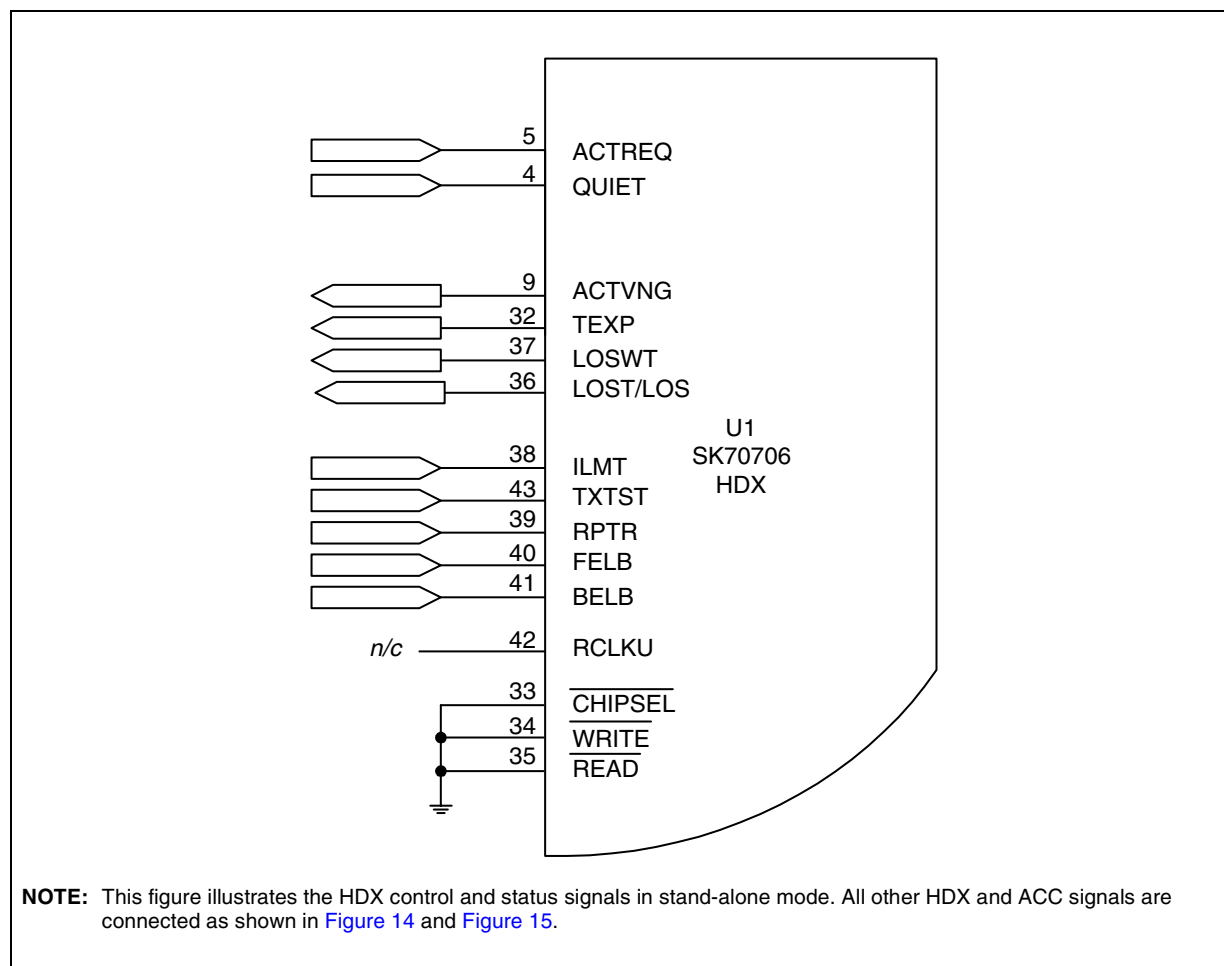 5 ACTREQ
4 QUIET
9 ACTVNG
32 TEXP
37 LOSWT
36 LOST/LOS
U1
SK70706
HDX
38 ILMT
43 TXTST
39 RPTR
40 FELB
41 BELB
n/c 42 RCLKU
33 CHIPSEL
34 WRITE
35 READ
NOTE: This figure illustrates the HDX control and status signals in stand-alone mode. All other HDX and ACC signals are
connected as shown in Figure 14 and Figure 15.